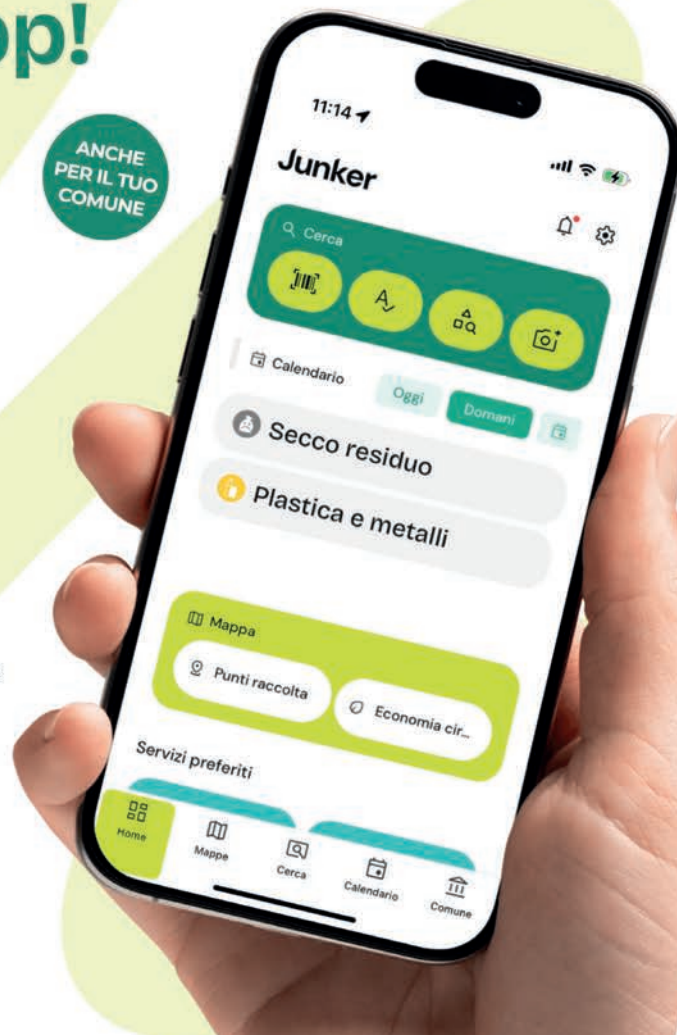 pp!
ANCHE
PER IL TUO
COMUNE
11:14
Junker
Cerca
Calendario
Oggi
Domani
Secco residuo
Plastica e metalli
Mappa
Punti raccolta
Economia cir...
Servizi preferiti
Home
Mappe
Cerca
Calendario
Comune